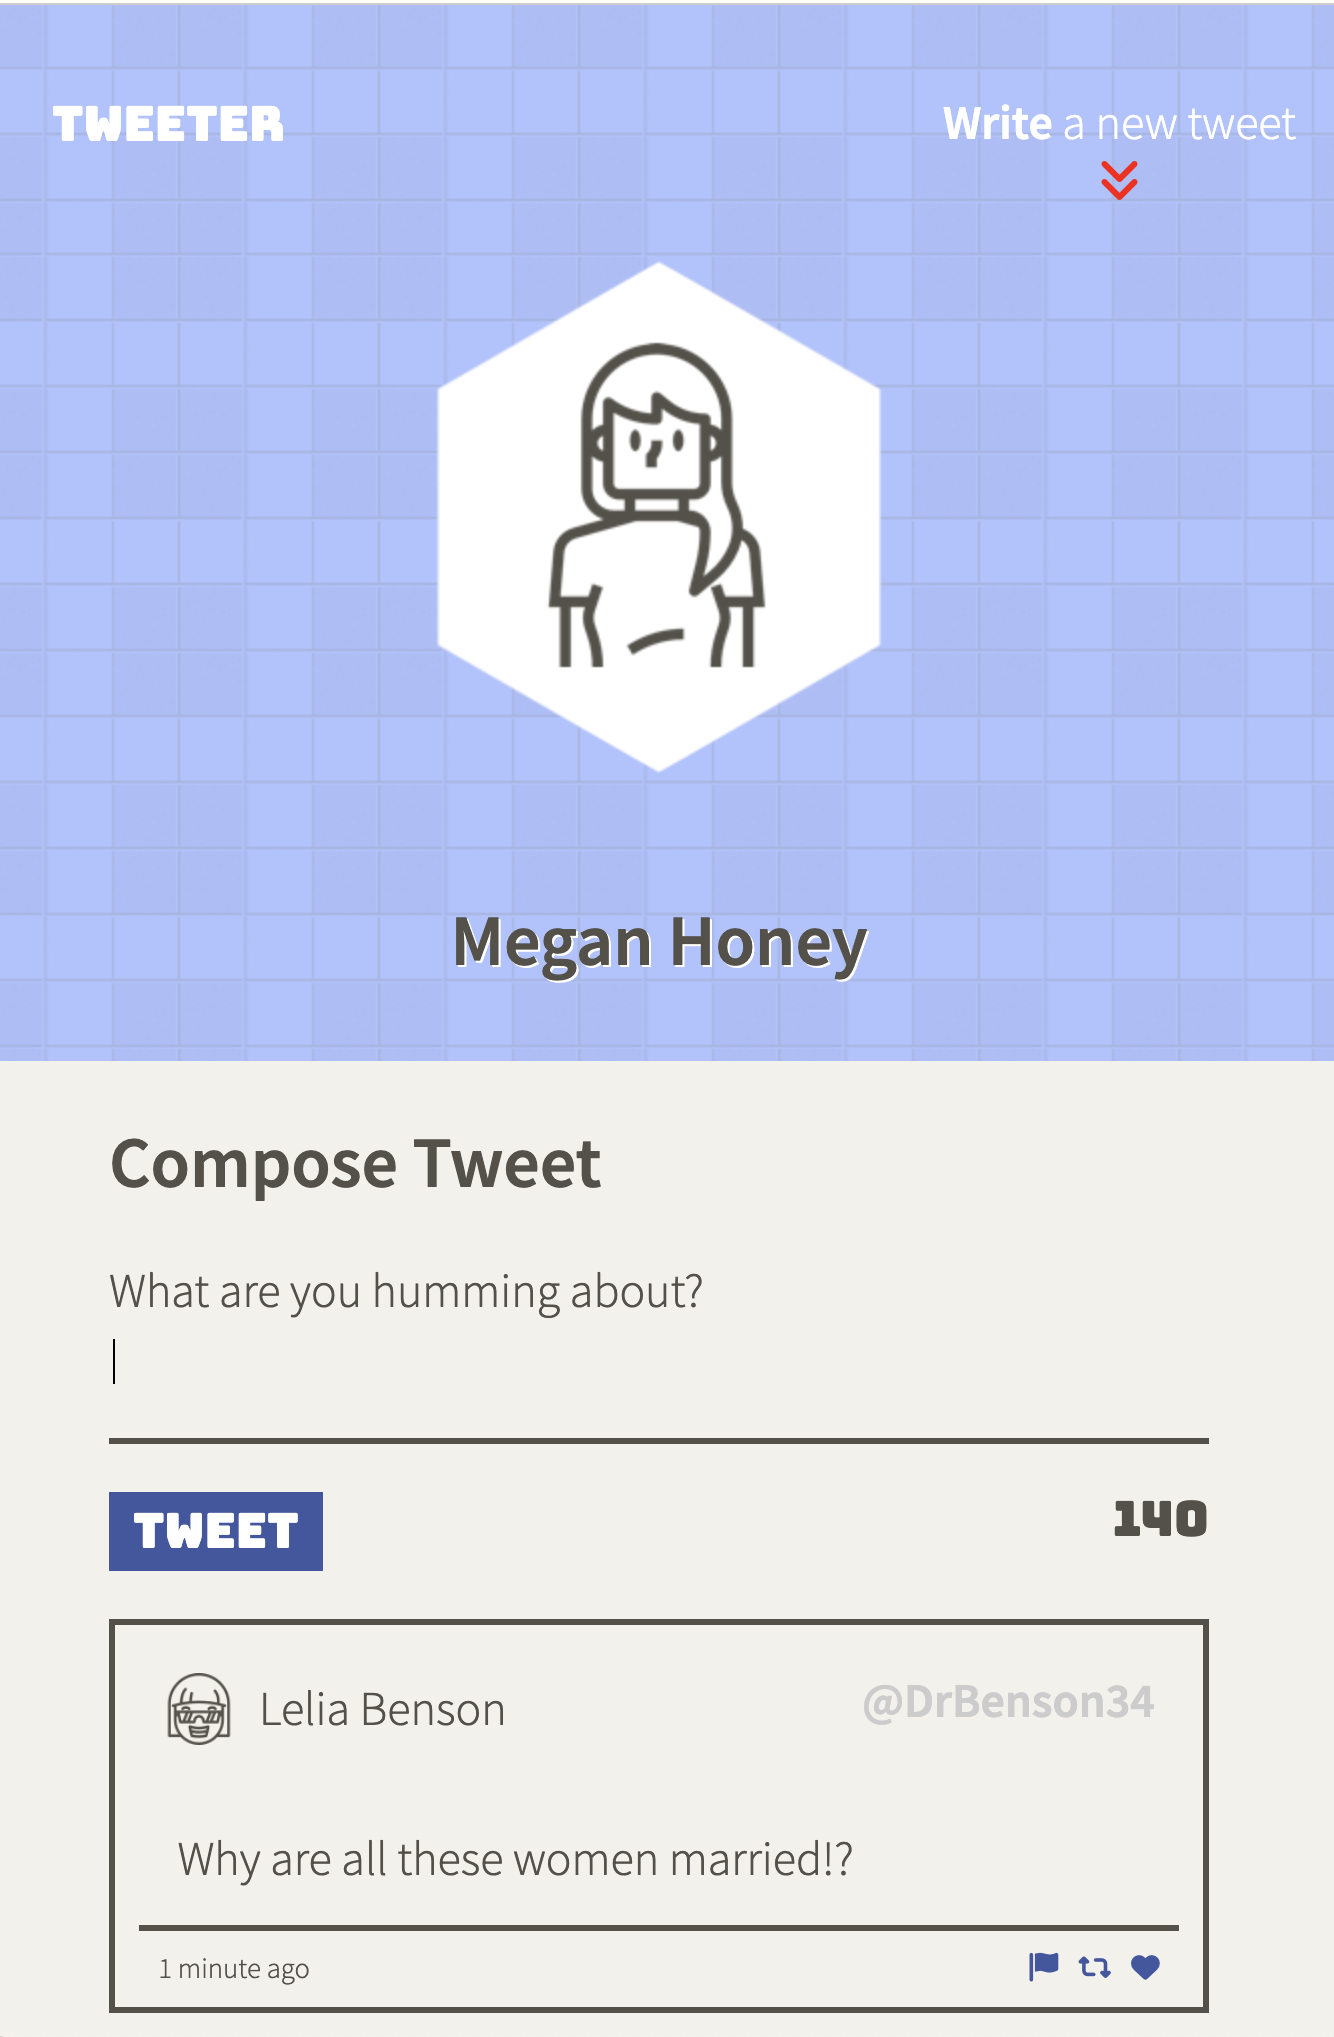 TWEETER
Write a new tweet
Megan Honey
Compose Tweet
What are you humming about?
TWEET
140
Lelia Benson
@DrBenson34
Why are all these women married!?
1 minute ago